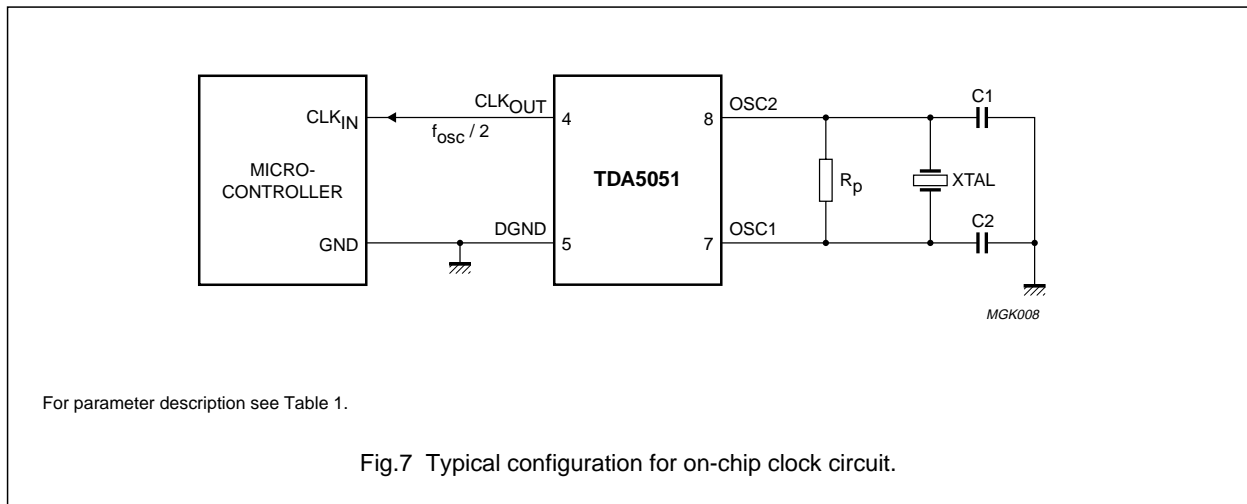 CLKIN
MICRO-
CONTROLLER
GND
CLKOUT
fosc / 2
DGND
4
5
TDA5051
8
7
OSC2
OSC1
Rp
XTAL
C1
C2
MGK008
For parameter description see Table 1.
Fig.7 Typical configuration for on-chip clock circuit.